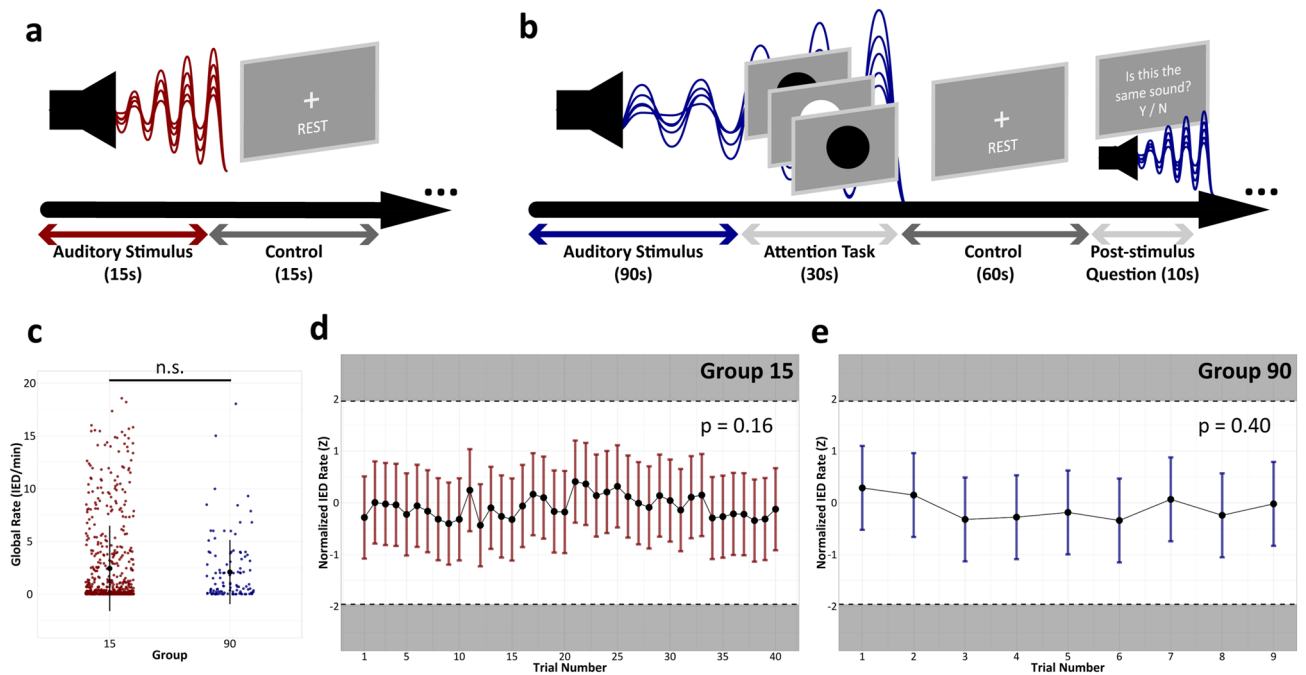 a
REST
...
Auditory Stimulus
(15s)
Control
(15s)
b
Is this the
same sound?
Y / N
REST
...
Auditory Stimulus
(90s)
Attention Task
(30s)
Control
(60s)
Post-stimulus
Question (10s)
c
n.s.
20
15
10
5
0
Global Rate (IED/min)
15
90
Group
d
Group 15
p = 0.16
2
1
0
-1
-2
Normalized IED Rate (Z)
1
5
10
15
20
25
30
35
40
Trial Number
e
Group 90
p = 0.40
2
1
0
-1
-2
Normalized IED Rate (Z)
1
2
3
4
5
6
7
8
9
Trial Number